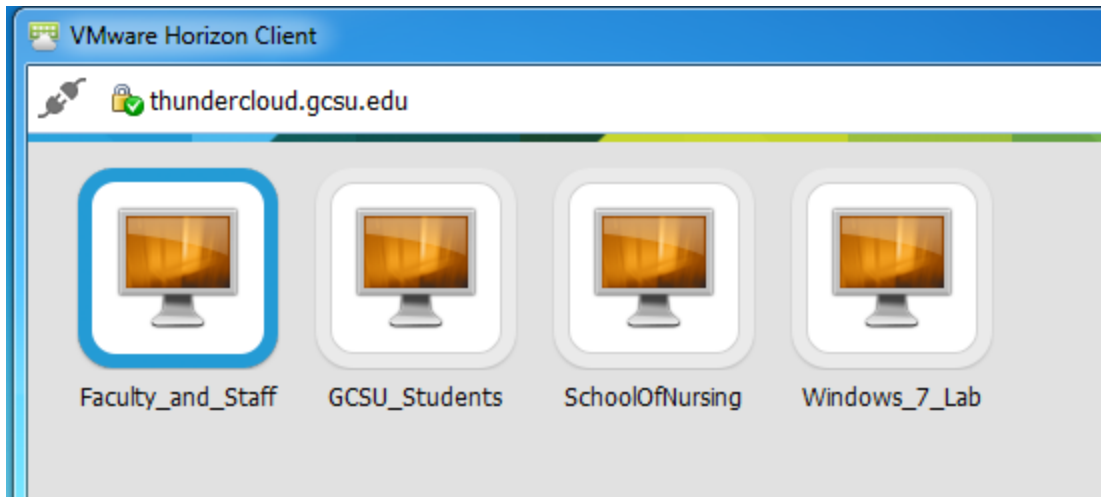 VMware Horizon Client
thundercloud.gcsu.edu
Faculty_and_Staff GCSU_Students SchoolOfNursing Windows_7_Lab